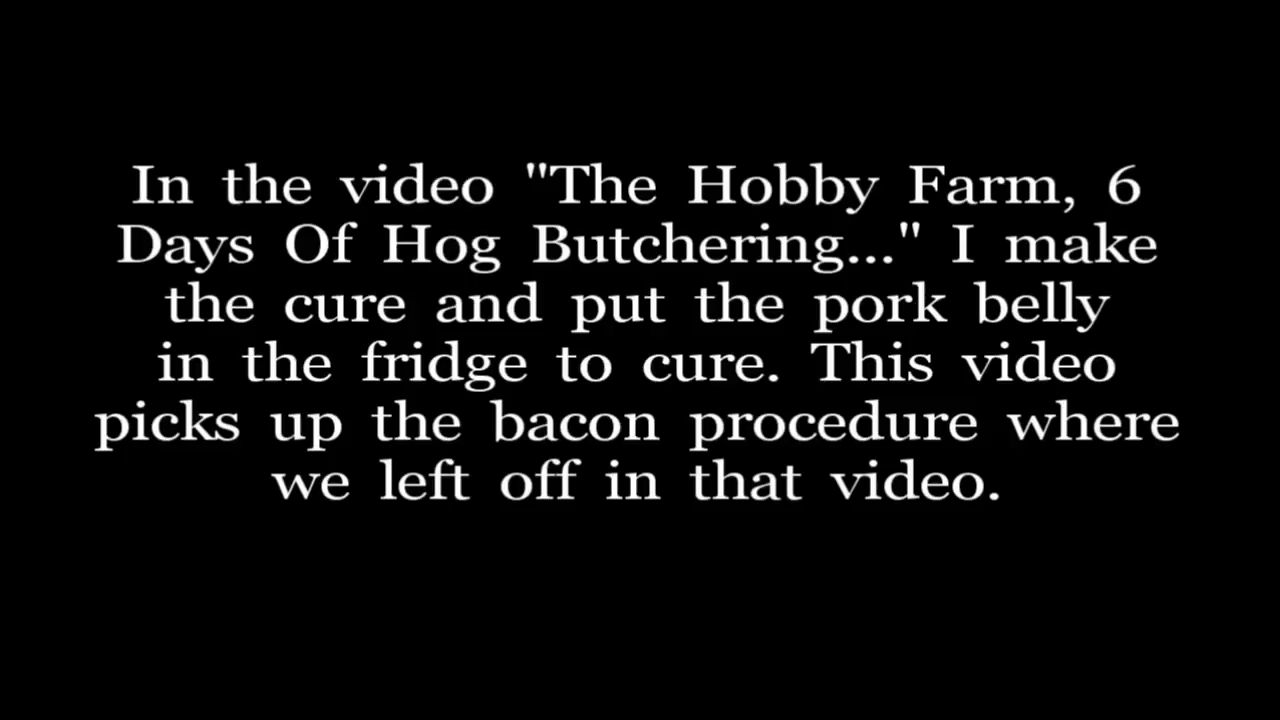 In the video "The Hobby Farm, 6
Days Of Hog Butchering..." I make
the cure and put the pork belly
in the fridge to cure. This video
picks up the bacon procedure where
we left off in that video.